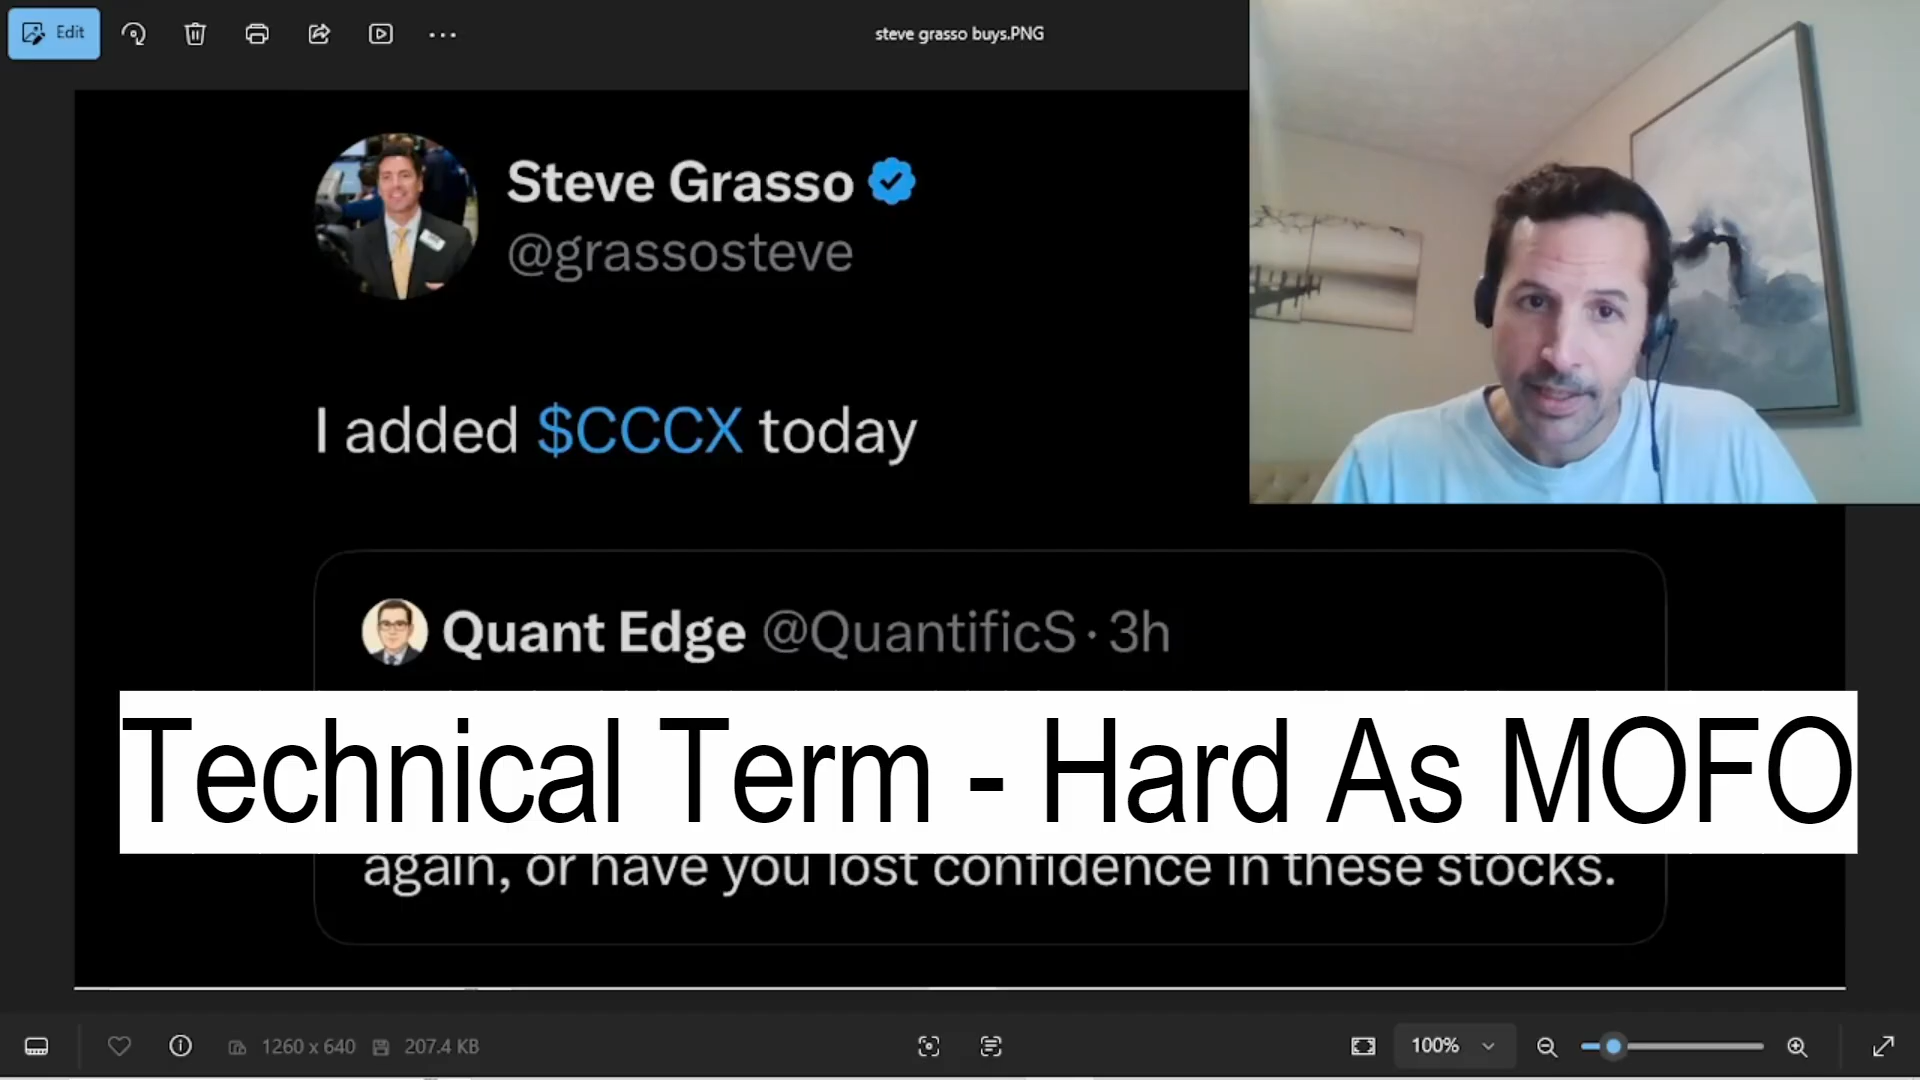 Edit
steve grasso buys.PNG
Steve Grasso
@grassosteve
I added $CCCX today
Quant Edge @QuantificS · 3h
Technical Term - Hard As MOFO
again, or have you lost confidence in these stocks.
1260 x 640
207.4 KB
100%